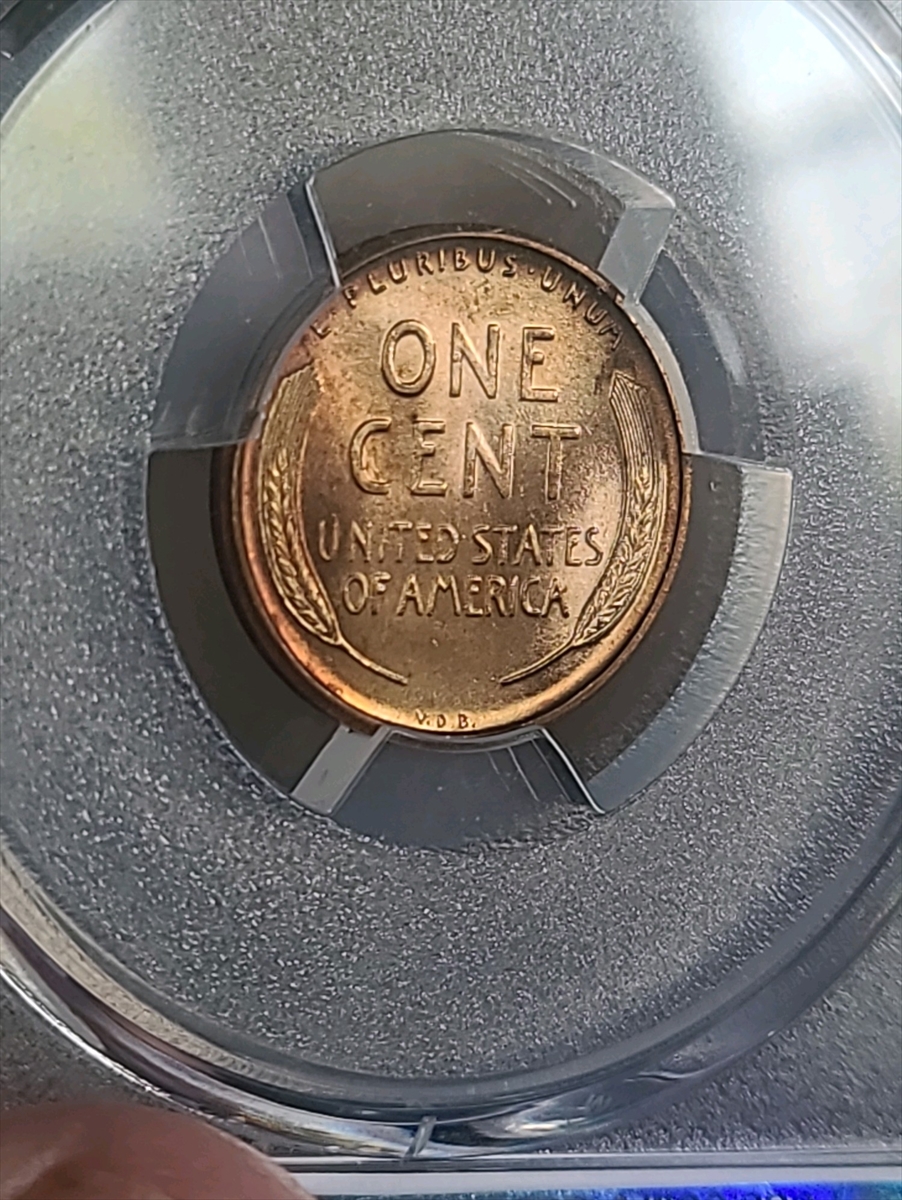 E·PLURIBUS·UNUM
ONE
CENT
UNITED·STATES
OF AMERICA
V.D.B.